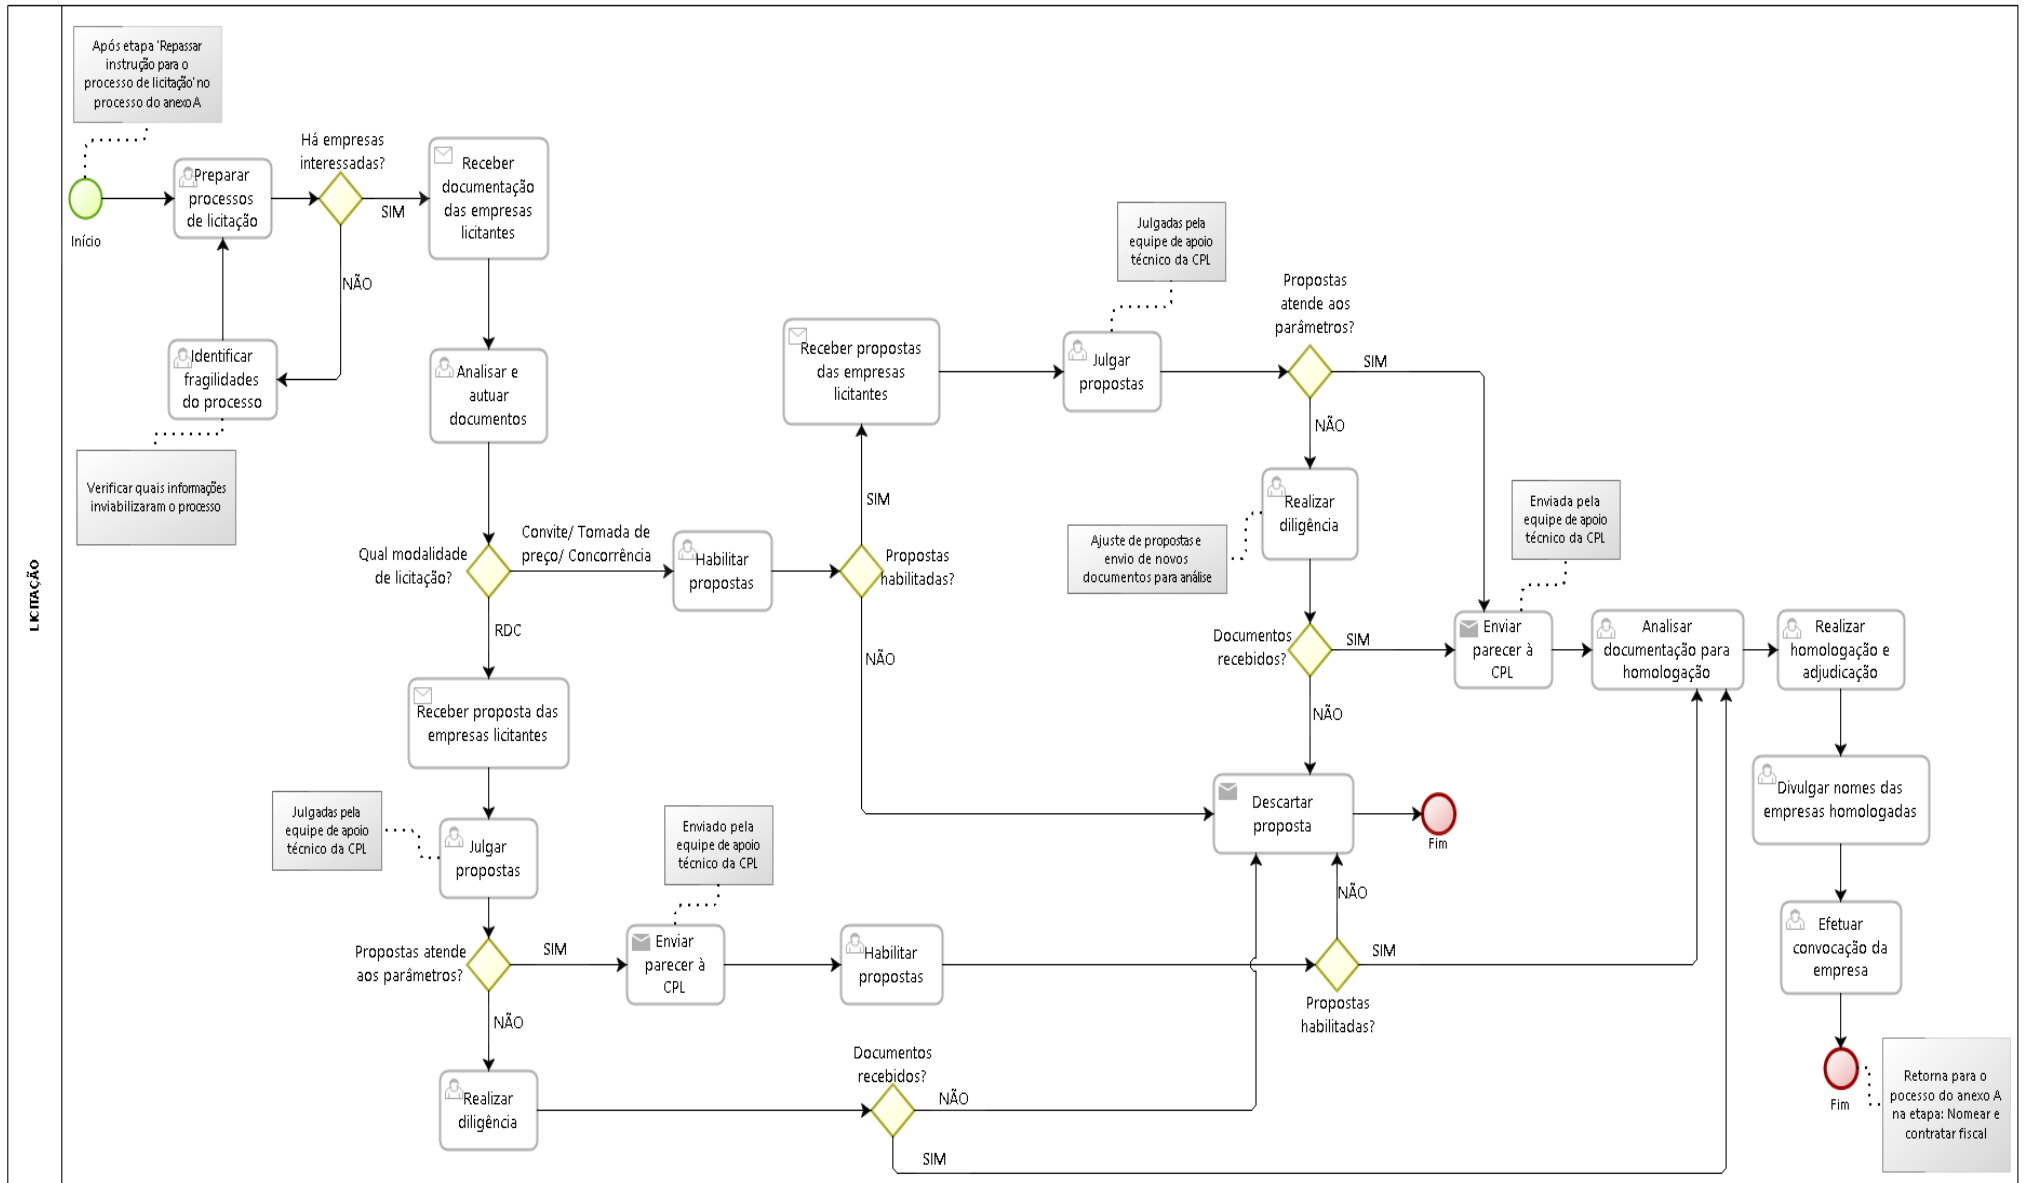 LICITAÇÃO
Após etapa 'Repassar
instrução para o
processo de licitação' no
processo do anexo A
Início
Preparar
processos
de licitação
Há empresas
interessadas?
SIM
NÃO
Identificar
fragilidades
do processo
Verificar quais informações
inviabilizaram o processo
Receber
documentação
das empresas
licitantes
Analisar e
autuar
documentos
Qual modalidade
de licitação?
Convite/ Tomada de
preço/ Concorrência
RDC
Habilitar
propostas
Propostas
habilitadas?
SIM
NÃO
Receber propostas
das empresas
licitantes
Julgadas pela
equipe de apoio
técnico da CPL
Julgar
propostas
Propostas
atende aos
parâmetros?
SIM
NÃO
Realizar
diligência
Ajuste de propostas e
envio de novos
documentos para análise
Documentos
recebidos?
SIM
NÃO
Enviada pela
equipe de apoio
técnico da CPL
Enviar
parecer à
CPL
Analisar
documentação para
homologação
Realizar
homologação e
adjudicação
Divulgar nomes das
empresas homologadas
Efetuar
convocação da
empresa
Fim
Retorna para o
pocesso do anexo A
na etapa: Nomear e
contratar fiscal
Descartar
proposta
Fim
Receber proposta das
empresas licitantes
Julgadas pela
equipe de apoio
técnico da CPL
Julgar
propostas
Propostas atende
aos parâmetros?
SIM
NÃO
Enviado pela
equipe de apoio
técnico da CPL
Enviar
parecer à
CPL
Habilitar
propostas
NÃO
SIM
Propostas
habilitadas?
Realizar
diligência
Documentos
recebidos?
NÃO
SIM